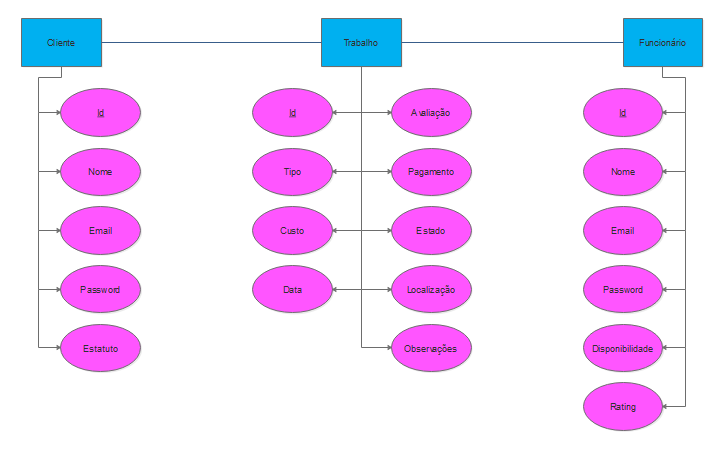 Cliente
Trabalho
Funcionário
Id
Id
Avaliação
Id
Nome
Tipo
Pagamento
Nome
Email
Custo
Estado
Email
Password
Data
Localização
Password
Estatuto
Observações
Disponibilidade
Rating